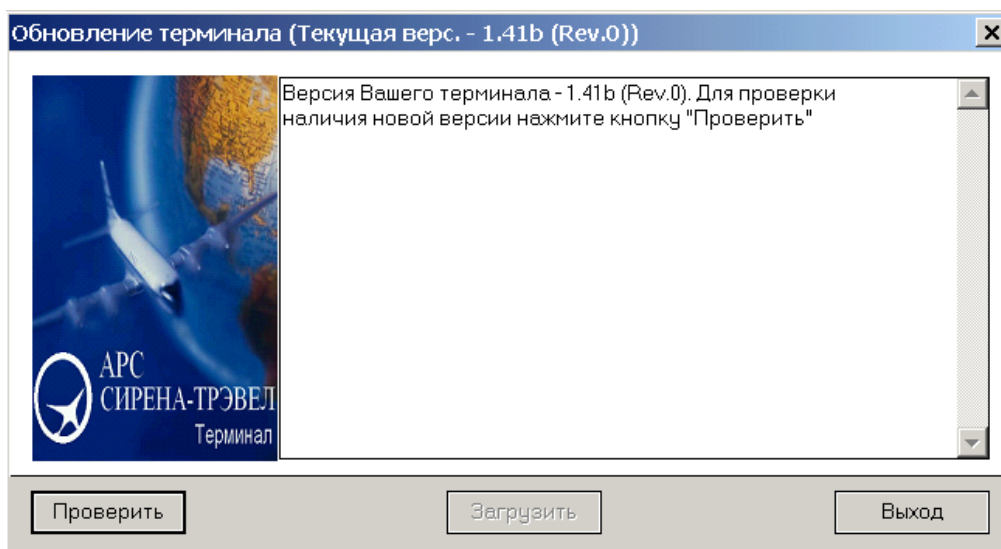 Обновление терминала (Текущая верс. - 1.41b (Rev.0))
Версия Вашего терминала - 1.41b (Rev.0). Для проверки
наличия новой версии нажмите кнопку "Проверить"
АРС
СИРЕНА-ТРЭВЕЛ
Терминал
Проверить
Загрузить
Выход